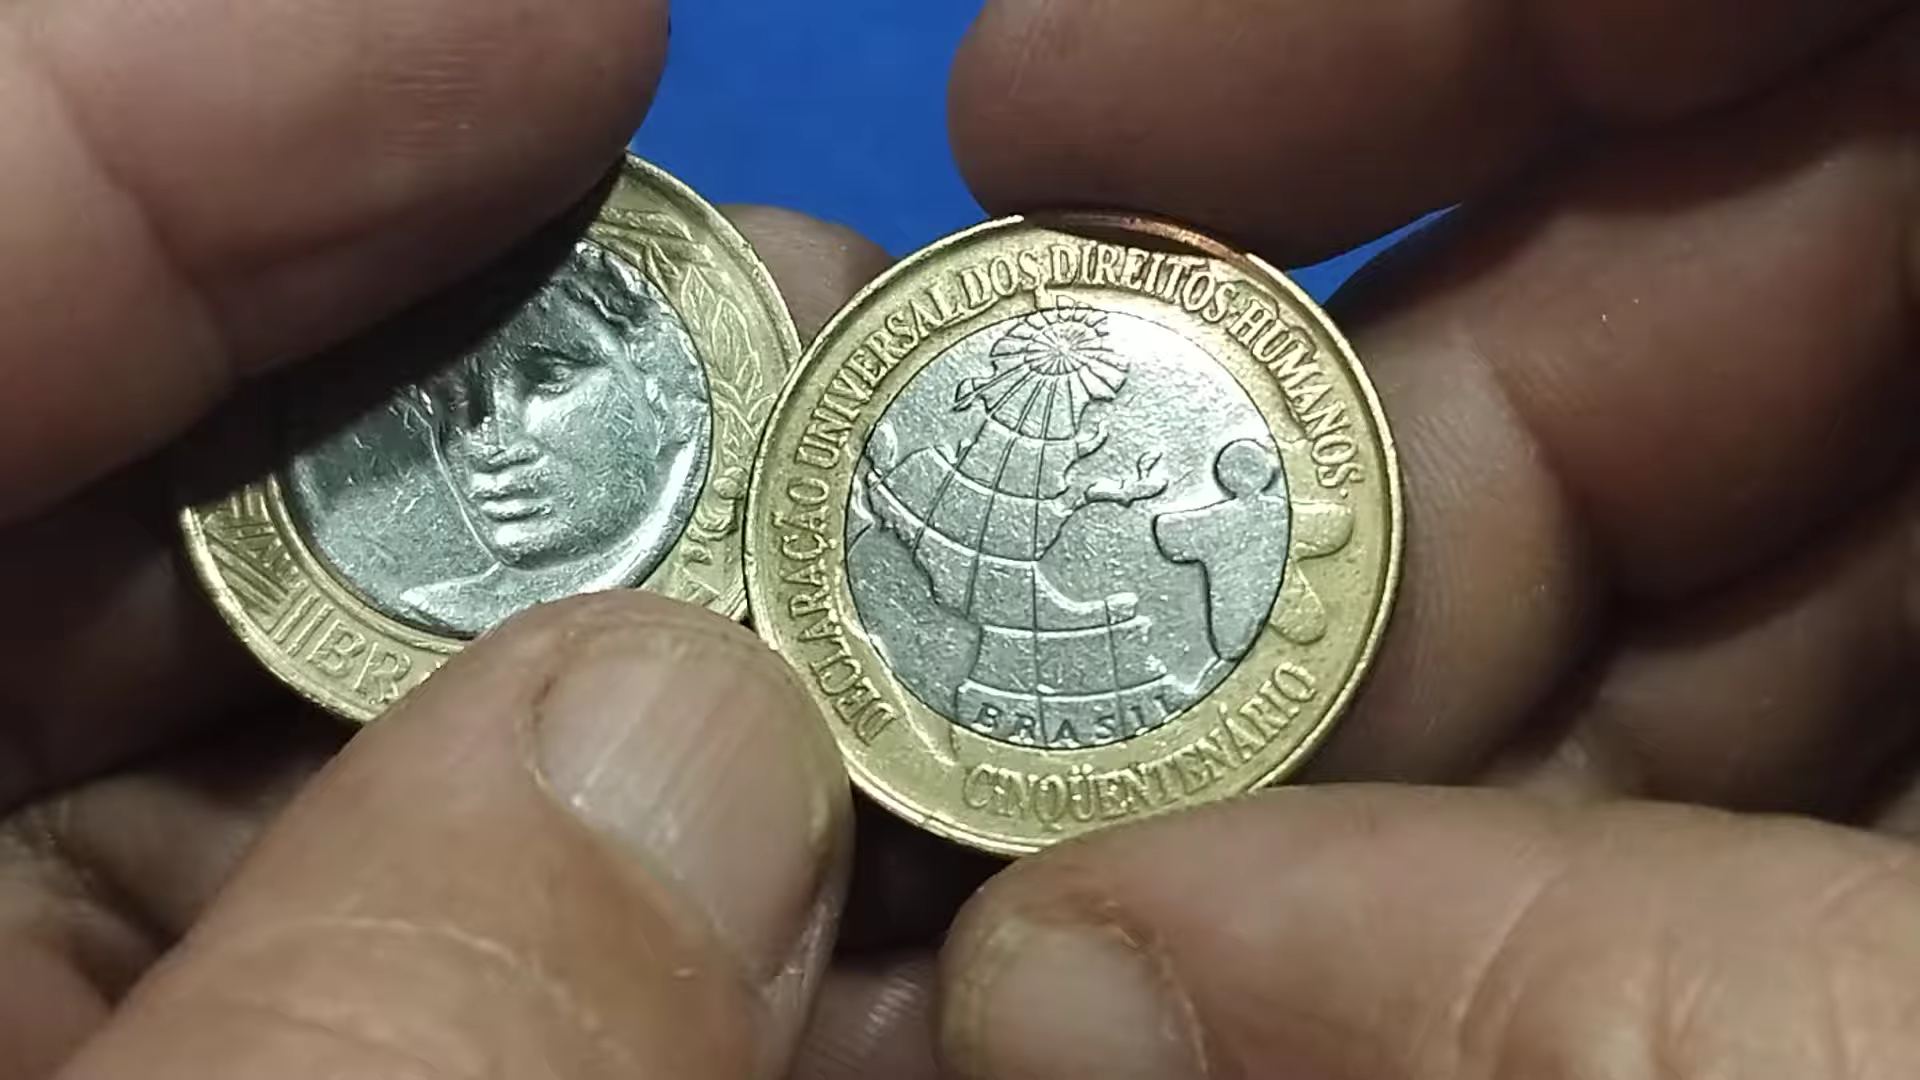 DECLARAÇÃO UNIVERSAL DOS DIREITOS HUMANOS.
CINQÜENTENÁRIO
BRASIL